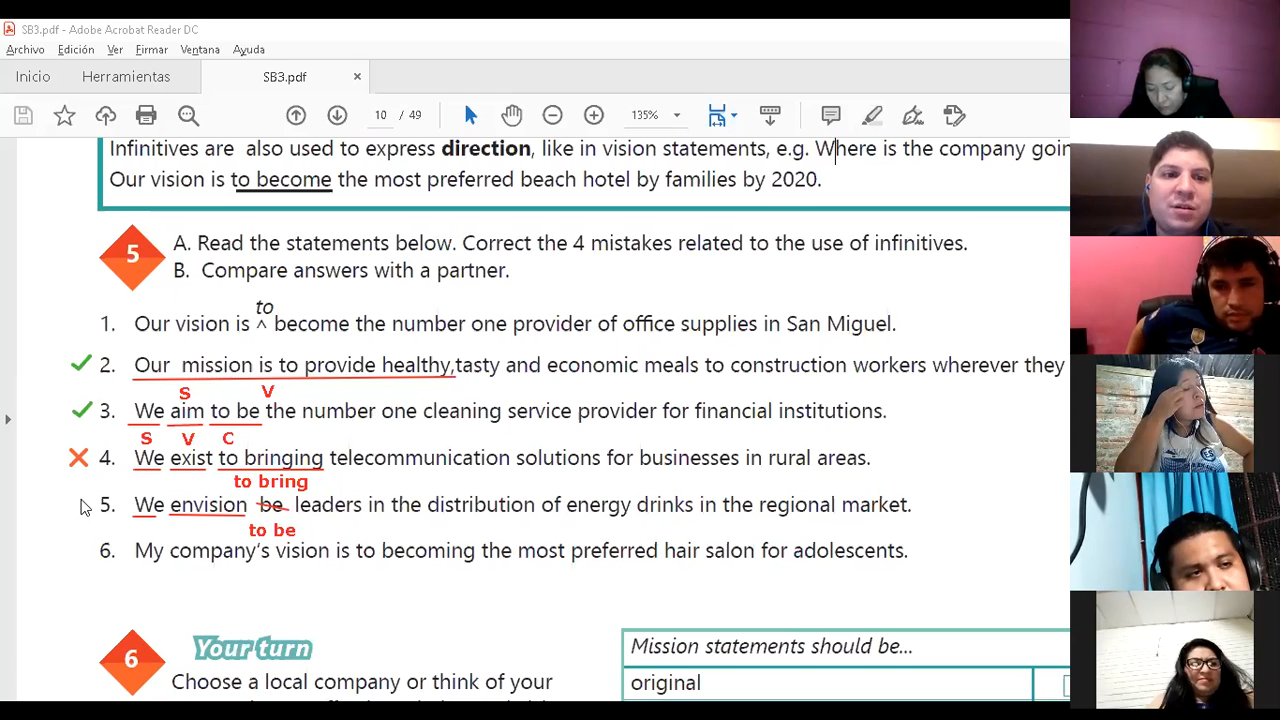 SB3.pdf - Adobe Acrobat Reader DC
Archivo Edición Ver Firmar Ventana Ayuda
Inicio Herramientas SB3.pdf ×
10 / 49 135%
Infinitives are also used to express direction, like in vision statements, e.g. Where is the company goin
Our vision is to become the most preferred beach hotel by families by 2020.
5
A. Read the statements below. Correct the 4 mistakes related to the use of infinitives.
B. Compare answers with a partner.
to
1. Our vision is ^ become the number one provider of office supplies in San Miguel.
2. Our mission is to provide healthy,tasty and economic meals to construction workers wherever they
S V
3. We aim to be the number one cleaning service provider for financial institutions.
S V C
4. We exist to bringing telecommunication solutions for businesses in rural areas.
to bring
5. We envision be leaders in the distribution of energy drinks in the regional market.
to be
6. My company's vision is to becoming the most preferred hair salon for adolescents.
6
Your turn
Mission statements should be...
Choose a local company or think of your
original